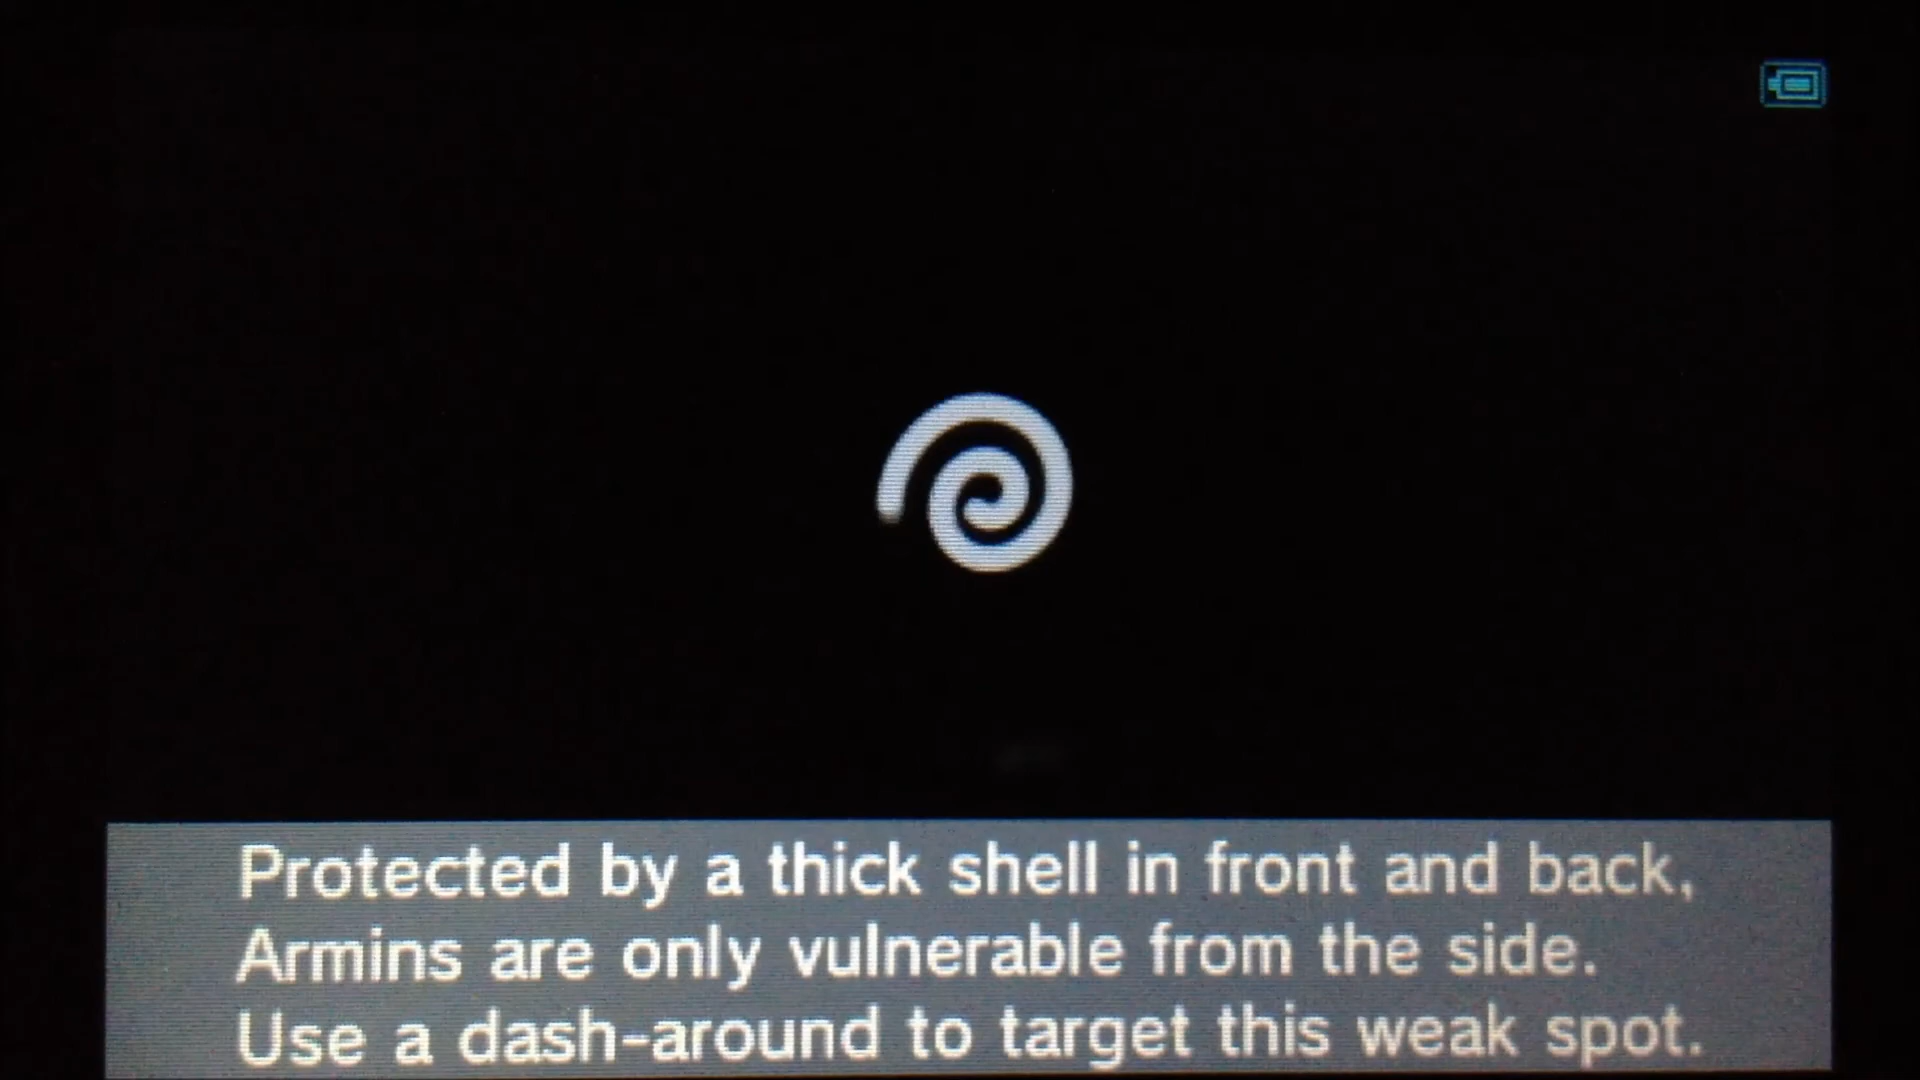 Protected by a thick shell in front and back,
Armins are only vulnerable from the side.
Use a dash-around to target this weak spot.